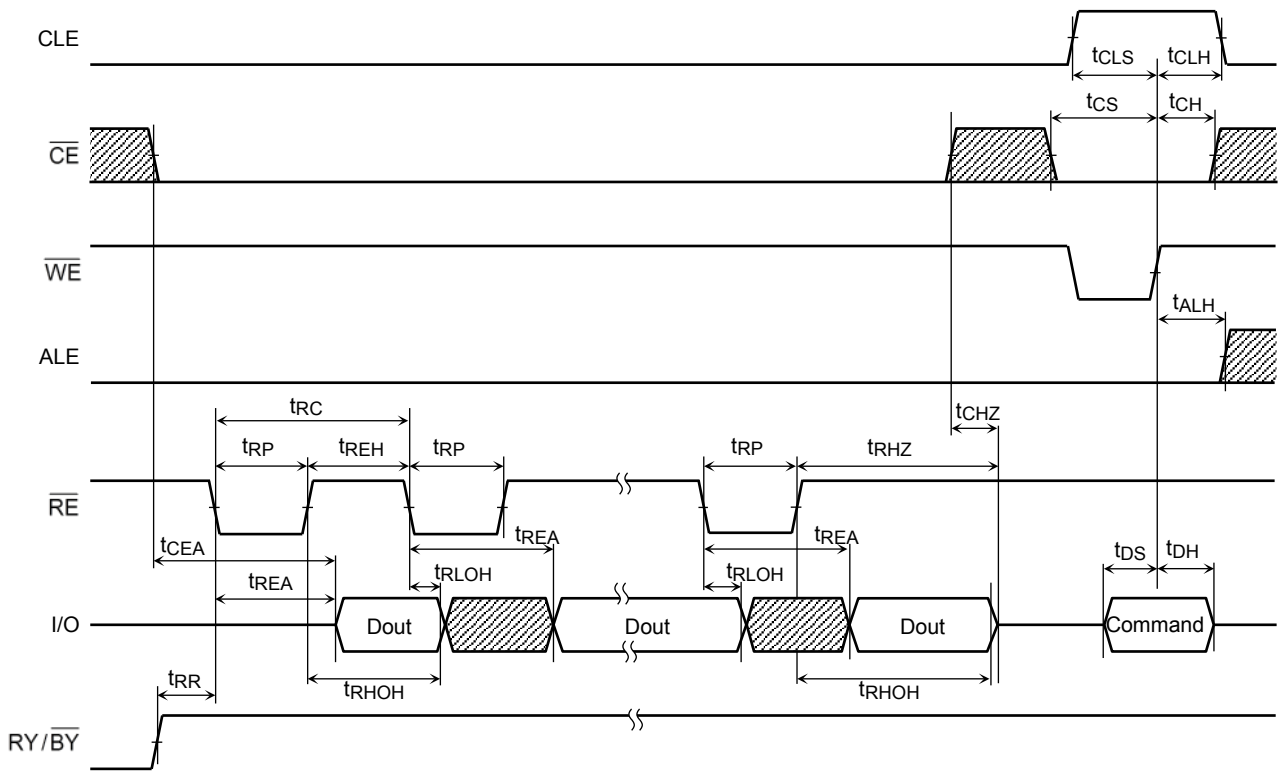 CLE
tCLS tCLH
tCS tCH
CE
WE
tALH
ALE
tRC
tCHZ
tRP tREH tRP tRP tRHZ
RE
tCEA tREA tREA
tREA tRLOH tRLOH tDS tDH
I/O Dout Dout Dout Command
tRR tRHOH tRHOH
RY/BY